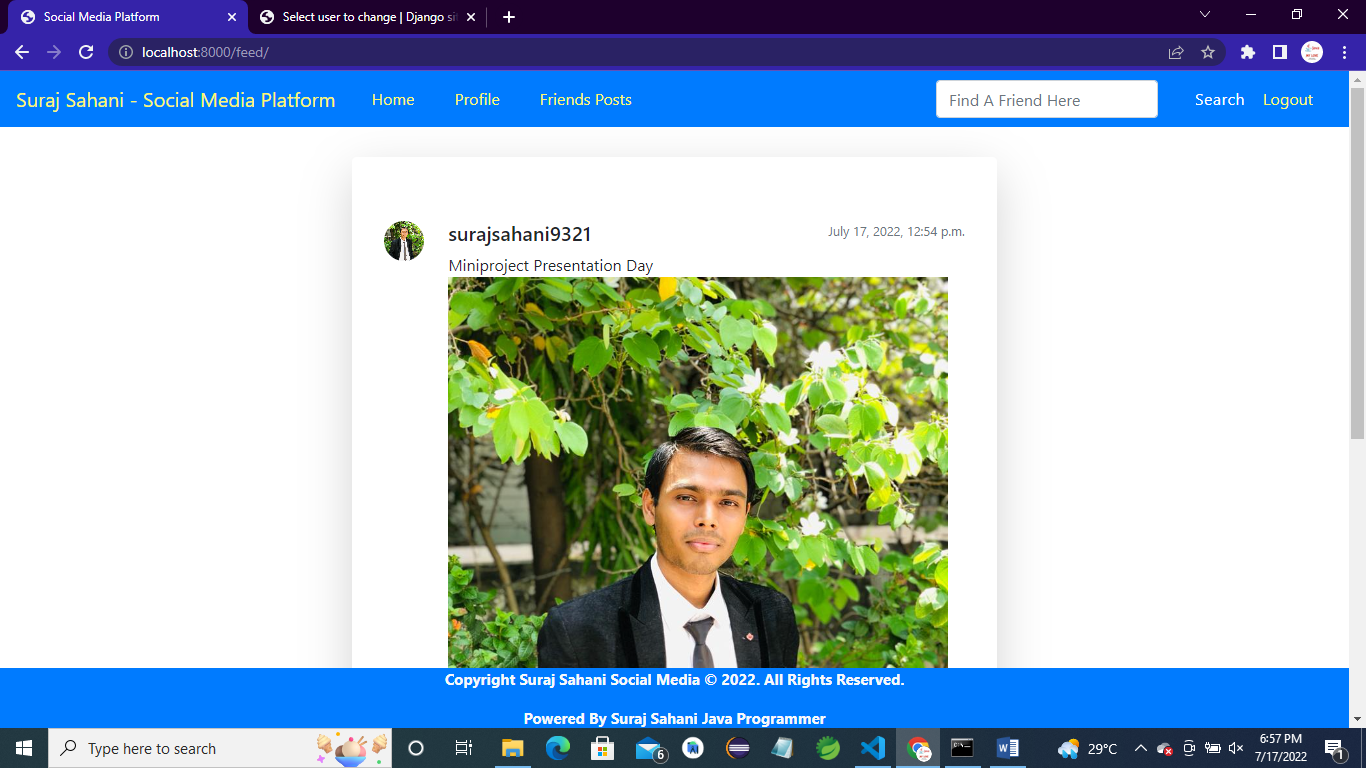 Social Media Platform
Select user to change | Django si
localhost:8000/feed/
Suraj Sahani - Social Media Platform
Home
Profile
Friends Posts
Find A Friend Here
Search
Logout
surajsahani9321
July 17, 2022, 12:54 p.m.
Miniproject Presentation Day
Copyright Suraj Sahani Social Media © 2022. All Rights Reserved.
Powered By Suraj Sahani Java Programmer
Type here to search
6
29°C
6:57 PM
7/17/2022
1